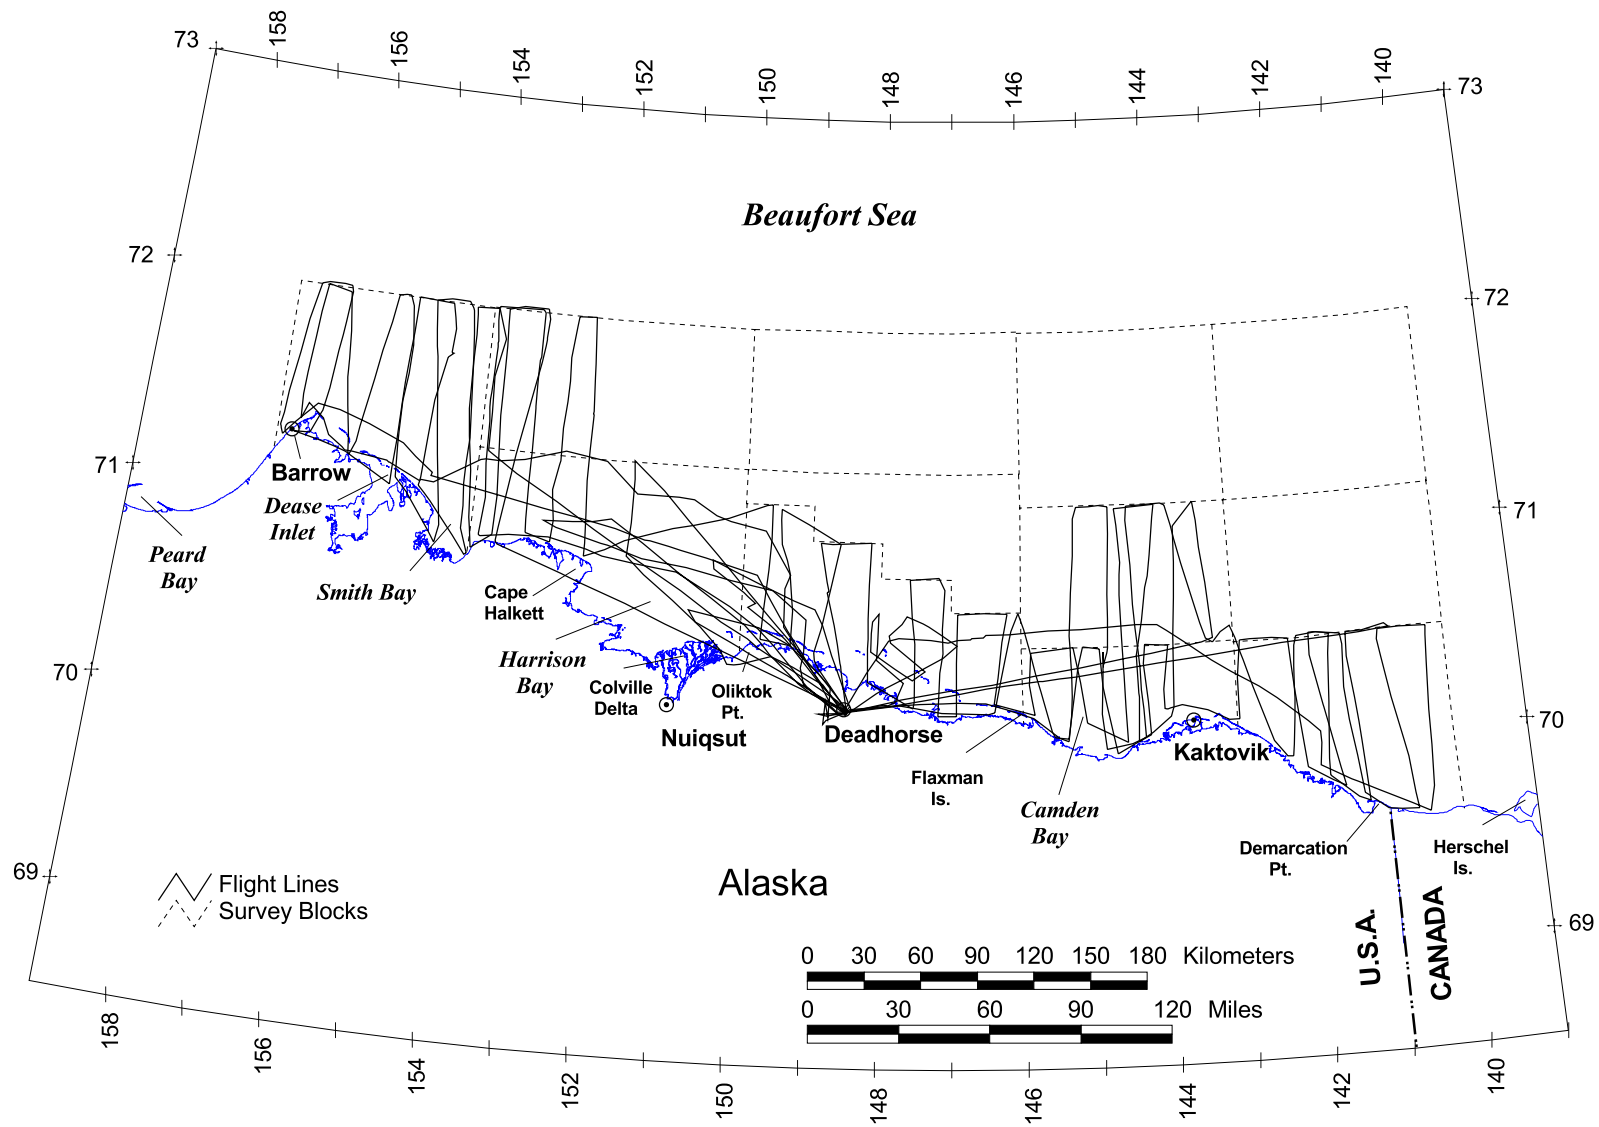 158
156
154
152
150
148
146
144
142
140
73
73
Beaufort Sea
72
72
71
71
Barrow
Dease
Inlet
Peard
Bay
Smith Bay
Cape
Halkett
Harrison
Bay
Colville
Delta
Oliktok
Pt.
Nuiqsut
Deadhorse
Kaktovik
70
70
Flaxman
Is.
Camden
Bay
Demarcation
Pt.
Herschel
Is.
69
69
Flight Lines
Survey Blocks
Alaska
U.S.A.
CANADA
0 30 60 90 120 150 180 Kilometers
0 30 60 90 120 Miles
158
156
154
152
150
148
146
144
142
140